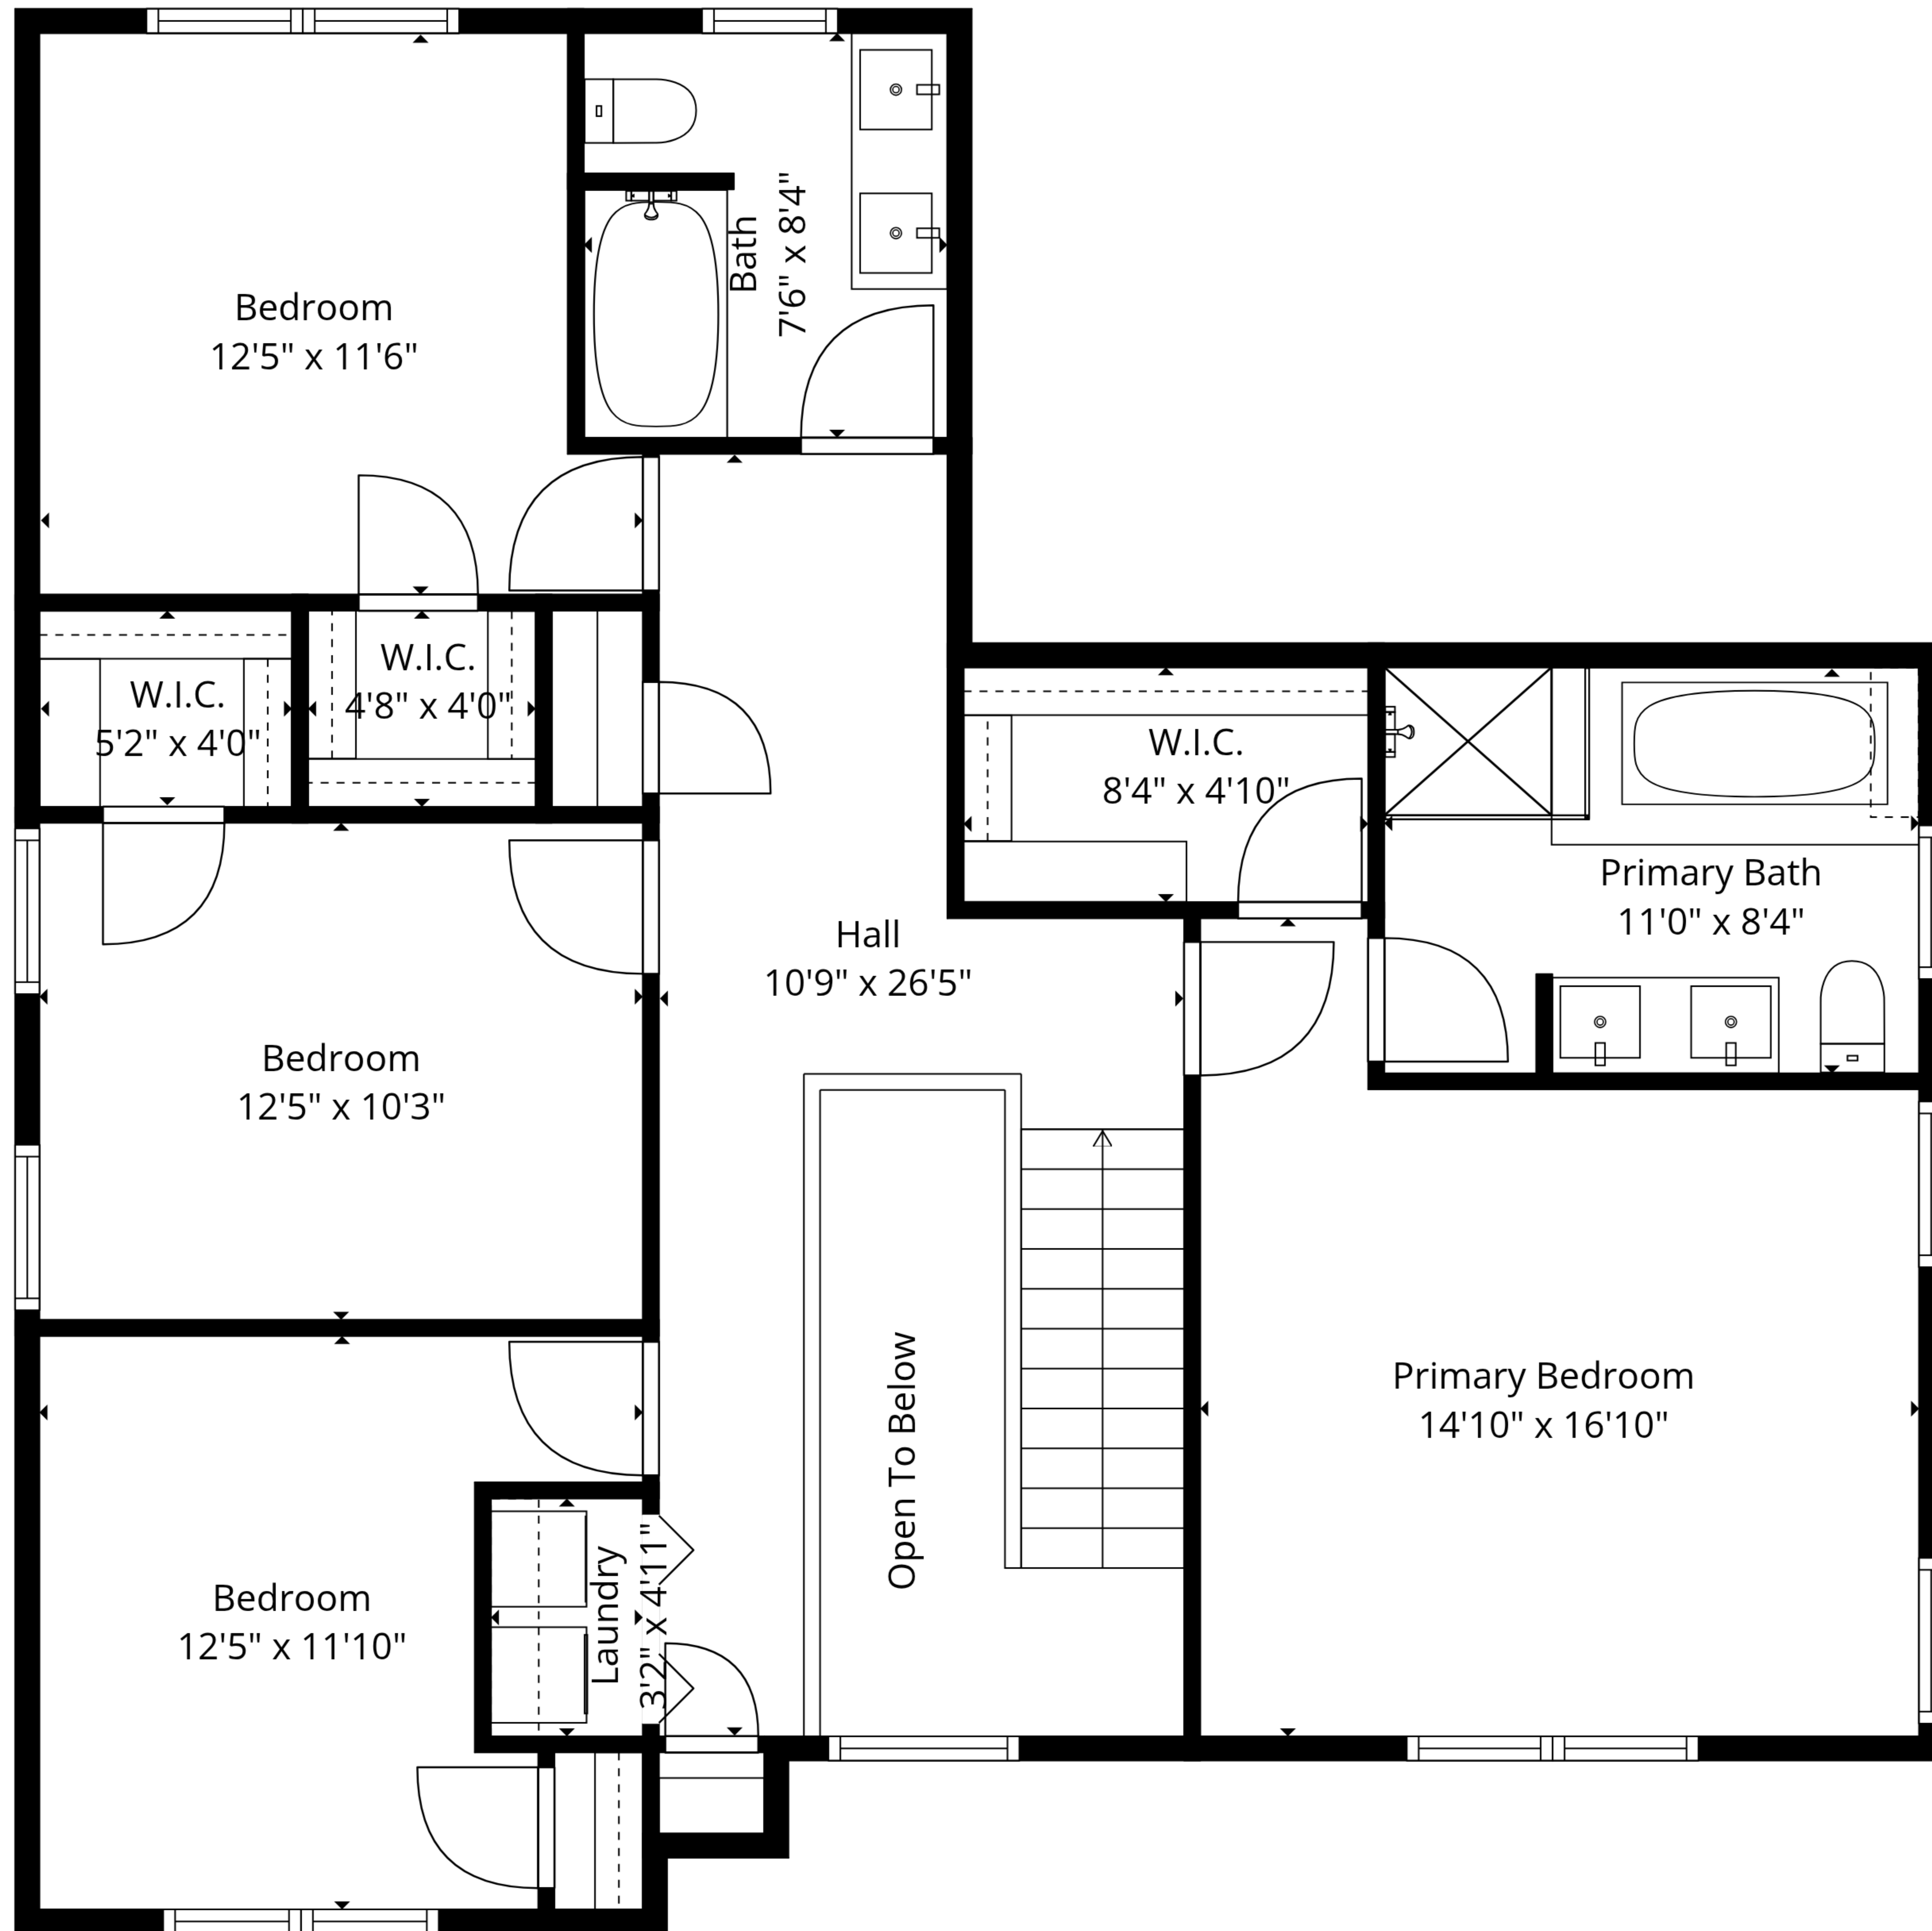 Bedroom
12'5" x 11'6"
Bath
7'6" x 8'4"
W.I.C.
5'2" x 4'0"
W.I.C.
4'8" x 4'0"
W.I.C.
8'4" x 4'10"
Primary Bath
11'0" x 8'4"
Hall
10'9" x 26'5"
Bedroom
12'5" x 10'3"
Primary Bedroom
14'10" x 16'10"
Open To Below
Bedroom
12'5" x 11'10"
Laundry
3'2" x 4'11"